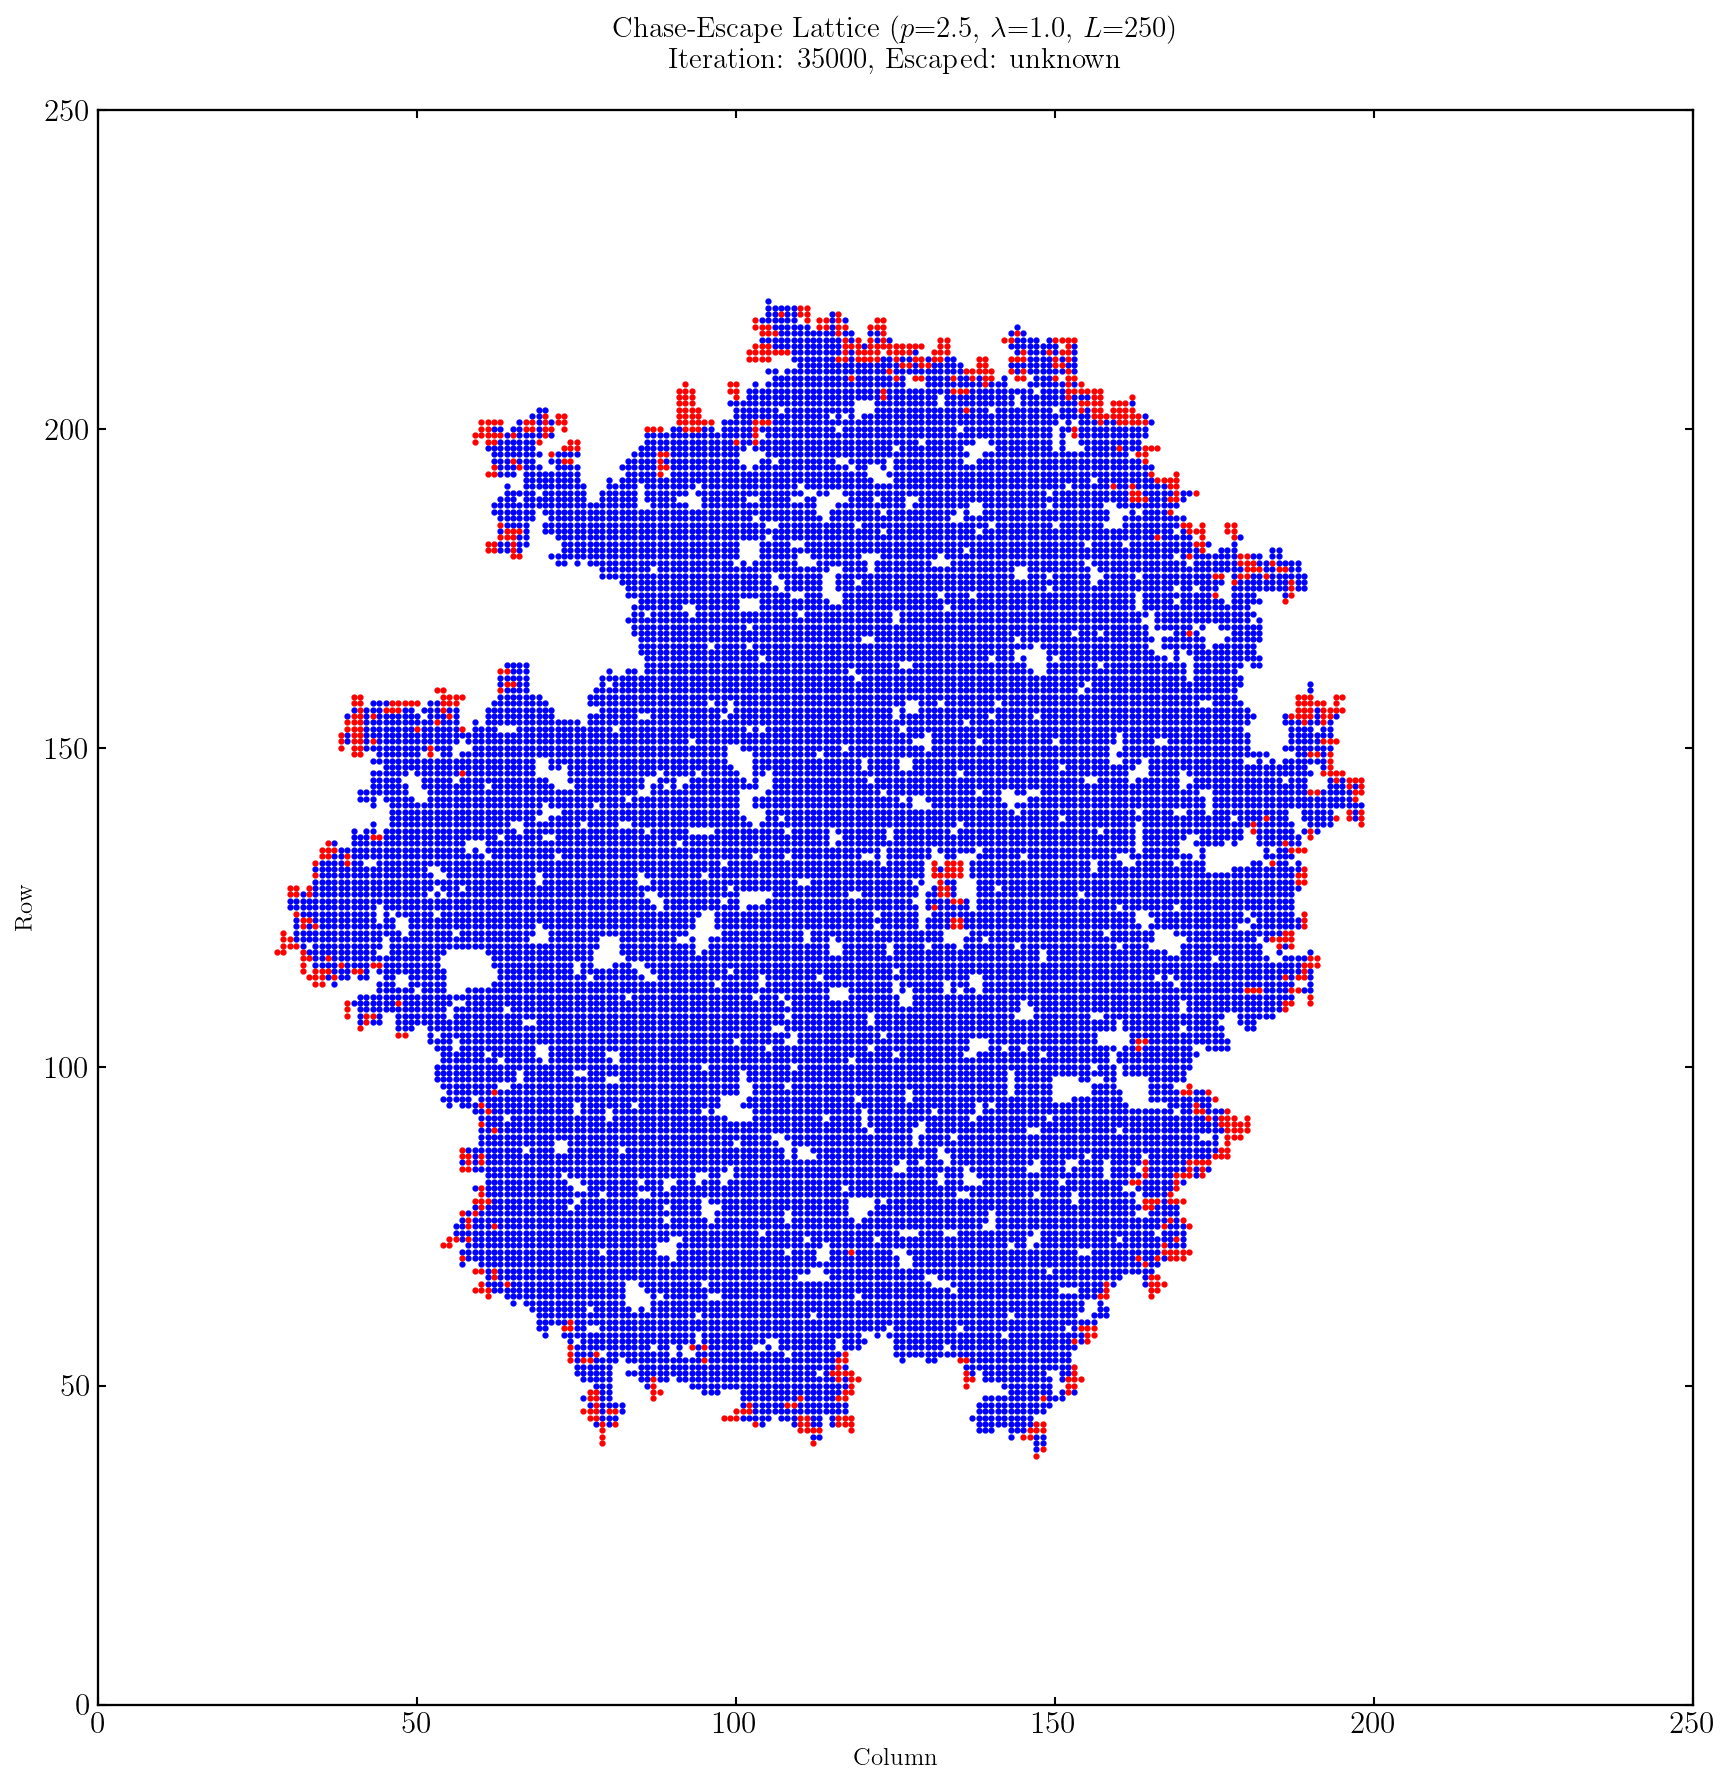 Chase-Escape Lattice (p=2.5, λ=1.0, L=250)
Iteration: 35000, Escaped: unknown
250
200
150
100
50
0
Row
0 50 100 150 200 250
Column